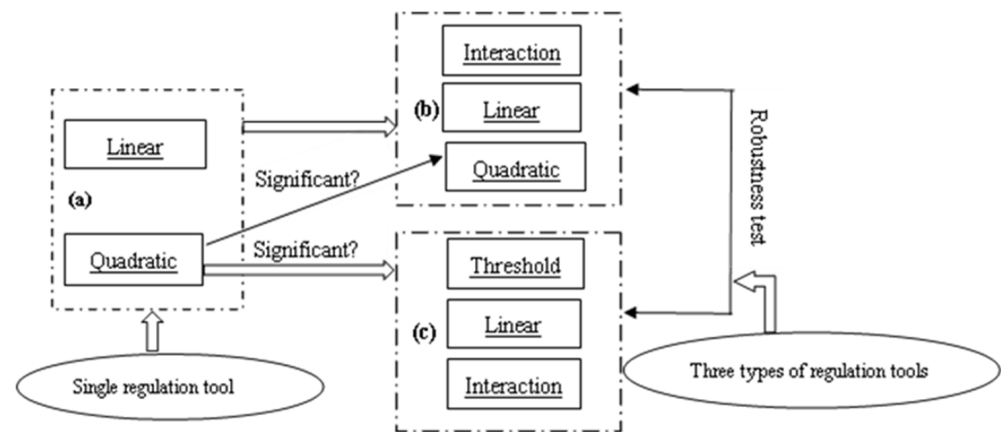 Interaction
Linear
(b)
Quadratic
Linear
(a)
Quadratic
Significant?
Significant?
Threshold
Linear
(c)
Interaction
Robustness test
Single regulation tool
Three types of regulation tools